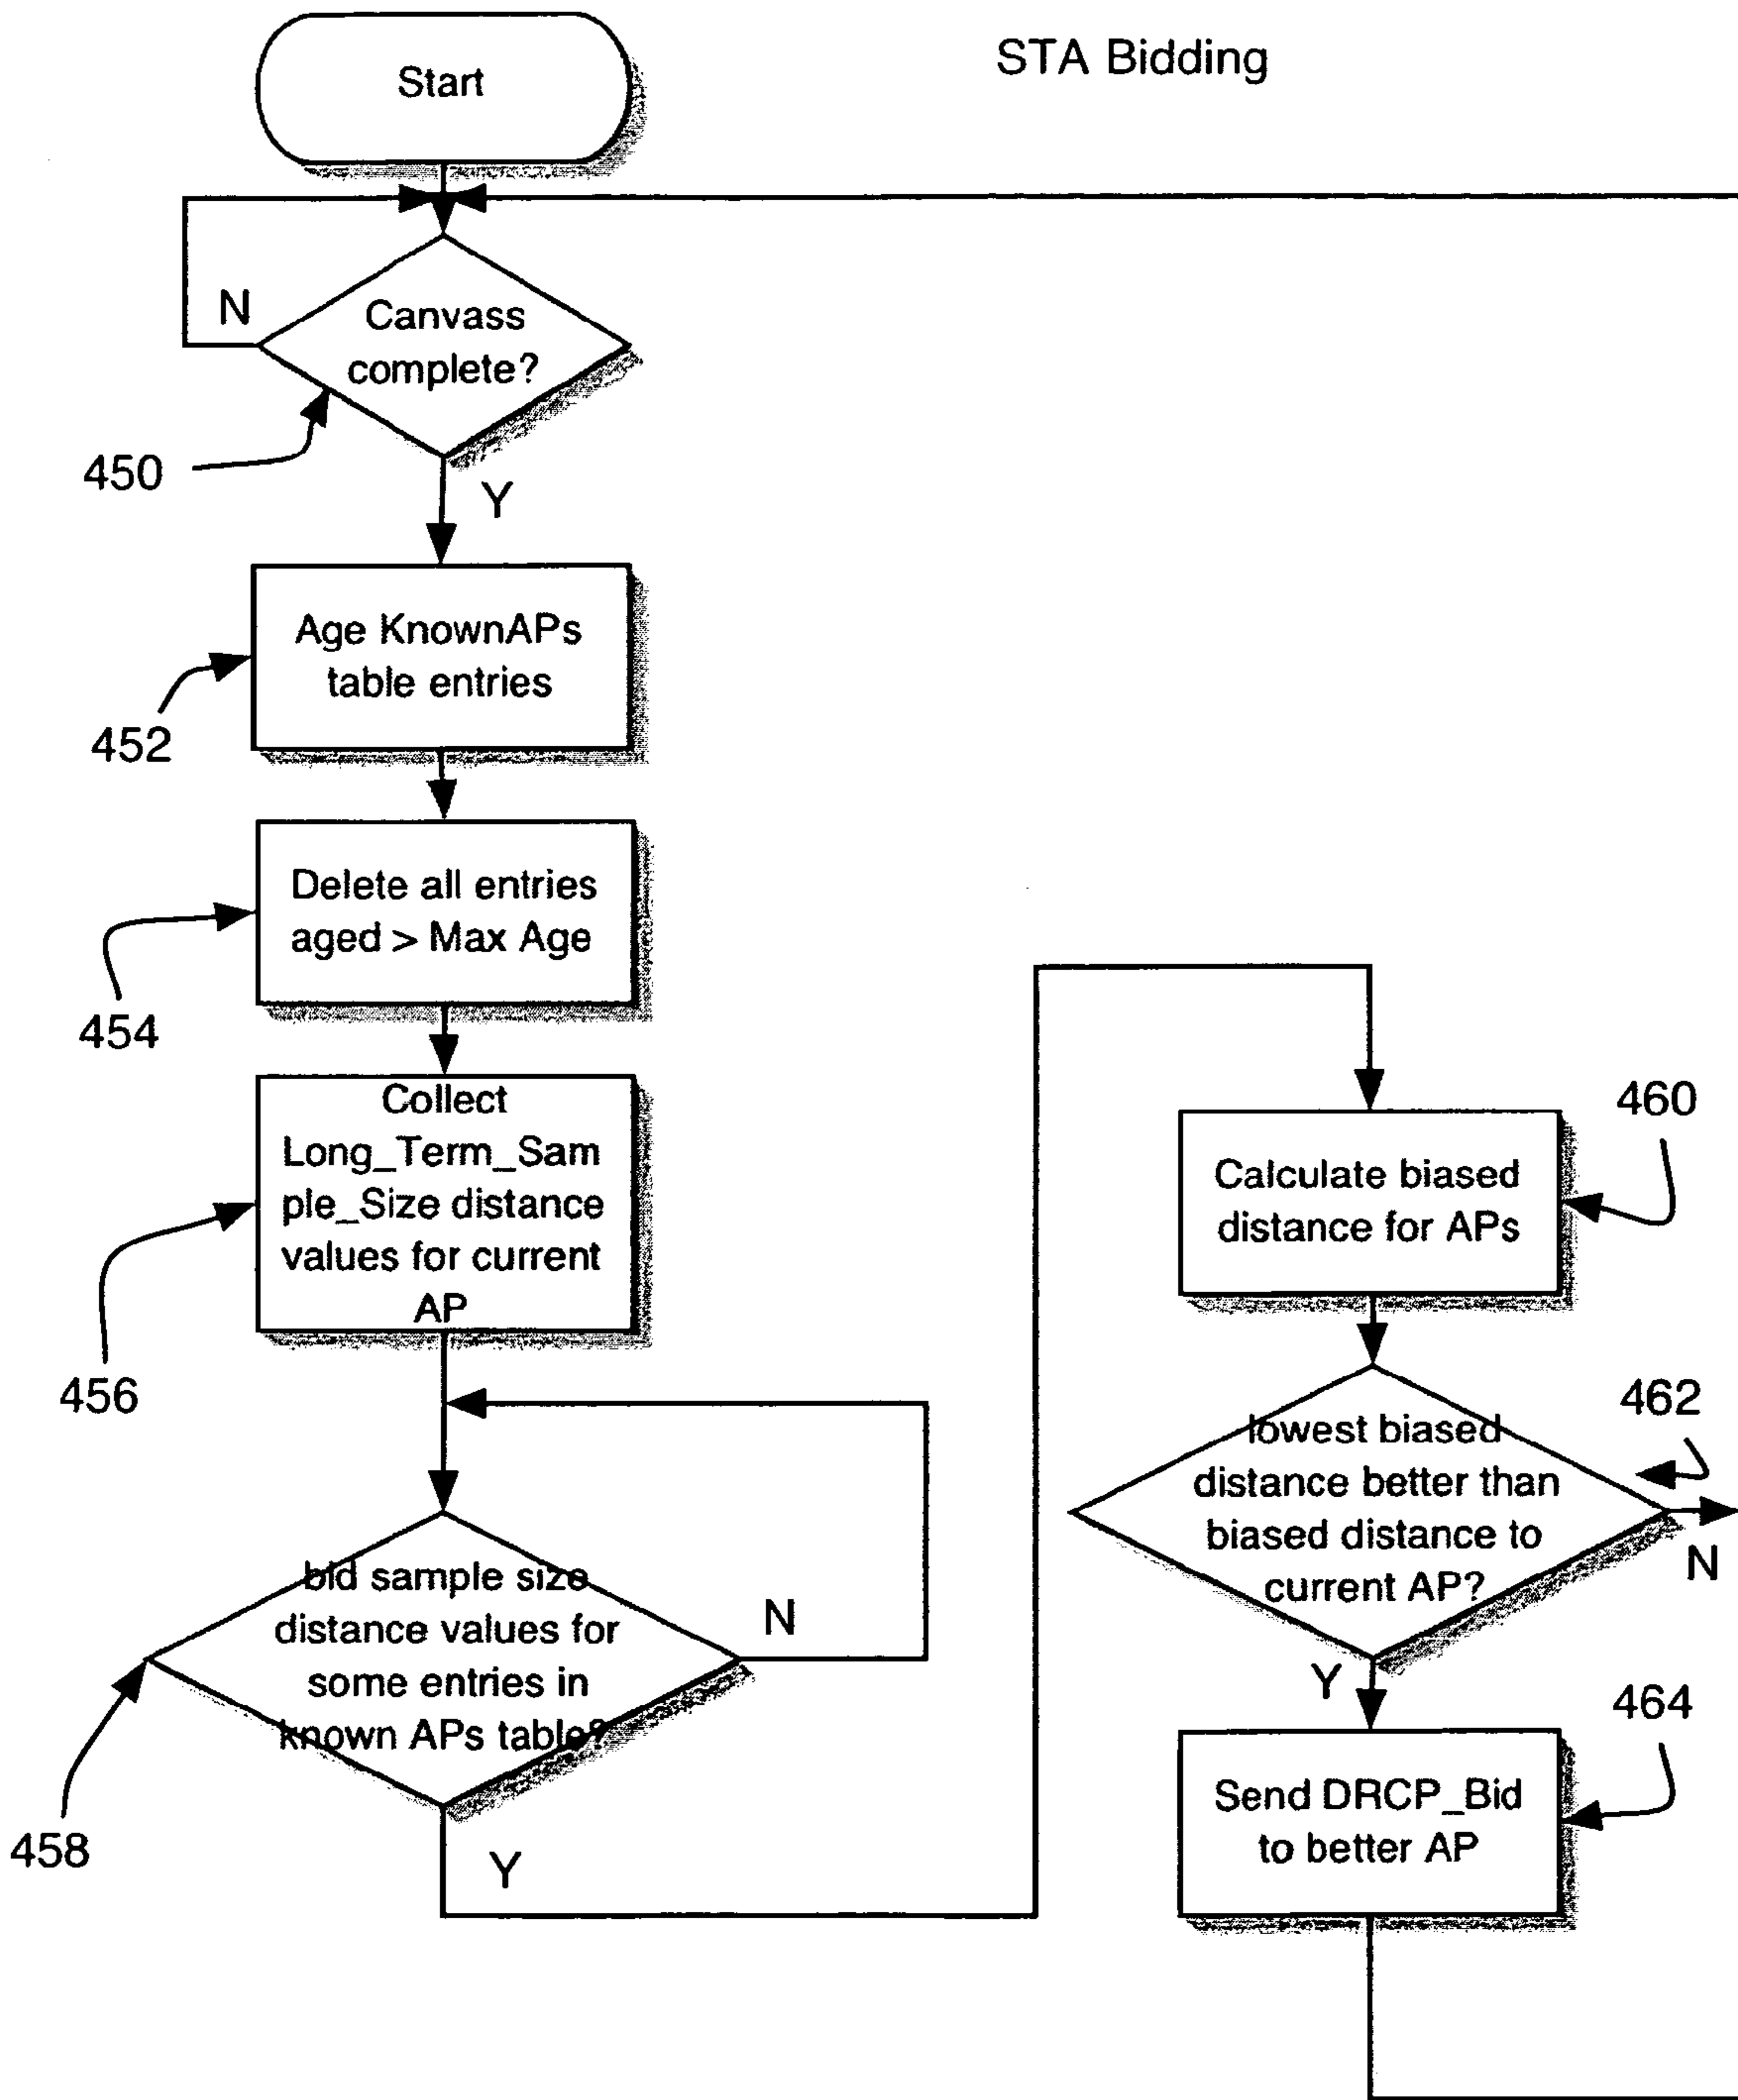 STA Bidding
Start
Canvass
complete?
N
450
Y
Age KnownAPs
table entries
452
Delete all entries
aged > Max Age
454
Collect
Long_Term_Sam
ple_Size distance
values for current
AP
456
bid sample size
distance values for
some entries in
known APs table?
N
458
Y
460
Calculate biased
distance for APs
462
lowest biased
distance better than
biased distance to
current AP?
N
Y
464
Send DRCP_Bid
to better AP